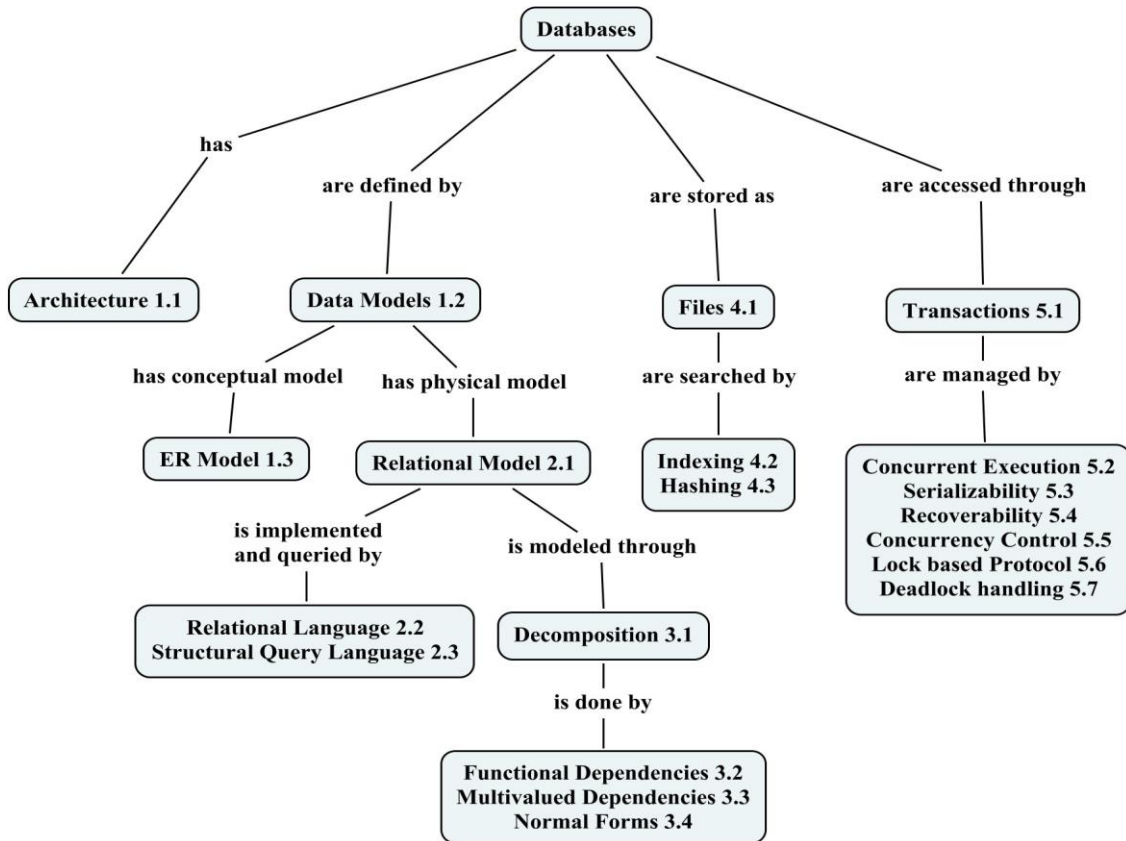 Databases
has
are defined by
are stored as
are accessed through
Architecture 1.1
Data Models 1.2
Files 4.1
Transactions 5.1
has conceptual model
has physical model
are searched by
are managed by
ER Model 1.3
Relational Model 2.1
Indexing 4.2
Hashing 4.3
Concurrent Execution 5.2
Serializability 5.3
Recoverability 5.4
Concurrency Control 5.5
Lock based Protocol 5.6
Deadlock handling 5.7
is implemented
and queried by
is modeled through
Relational Language 2.2
Structural Query Language 2.3
Decomposition 3.1
is done by
Functional Dependencies 3.2
Multivalued Dependencies 3.3
Normal Forms 3.4